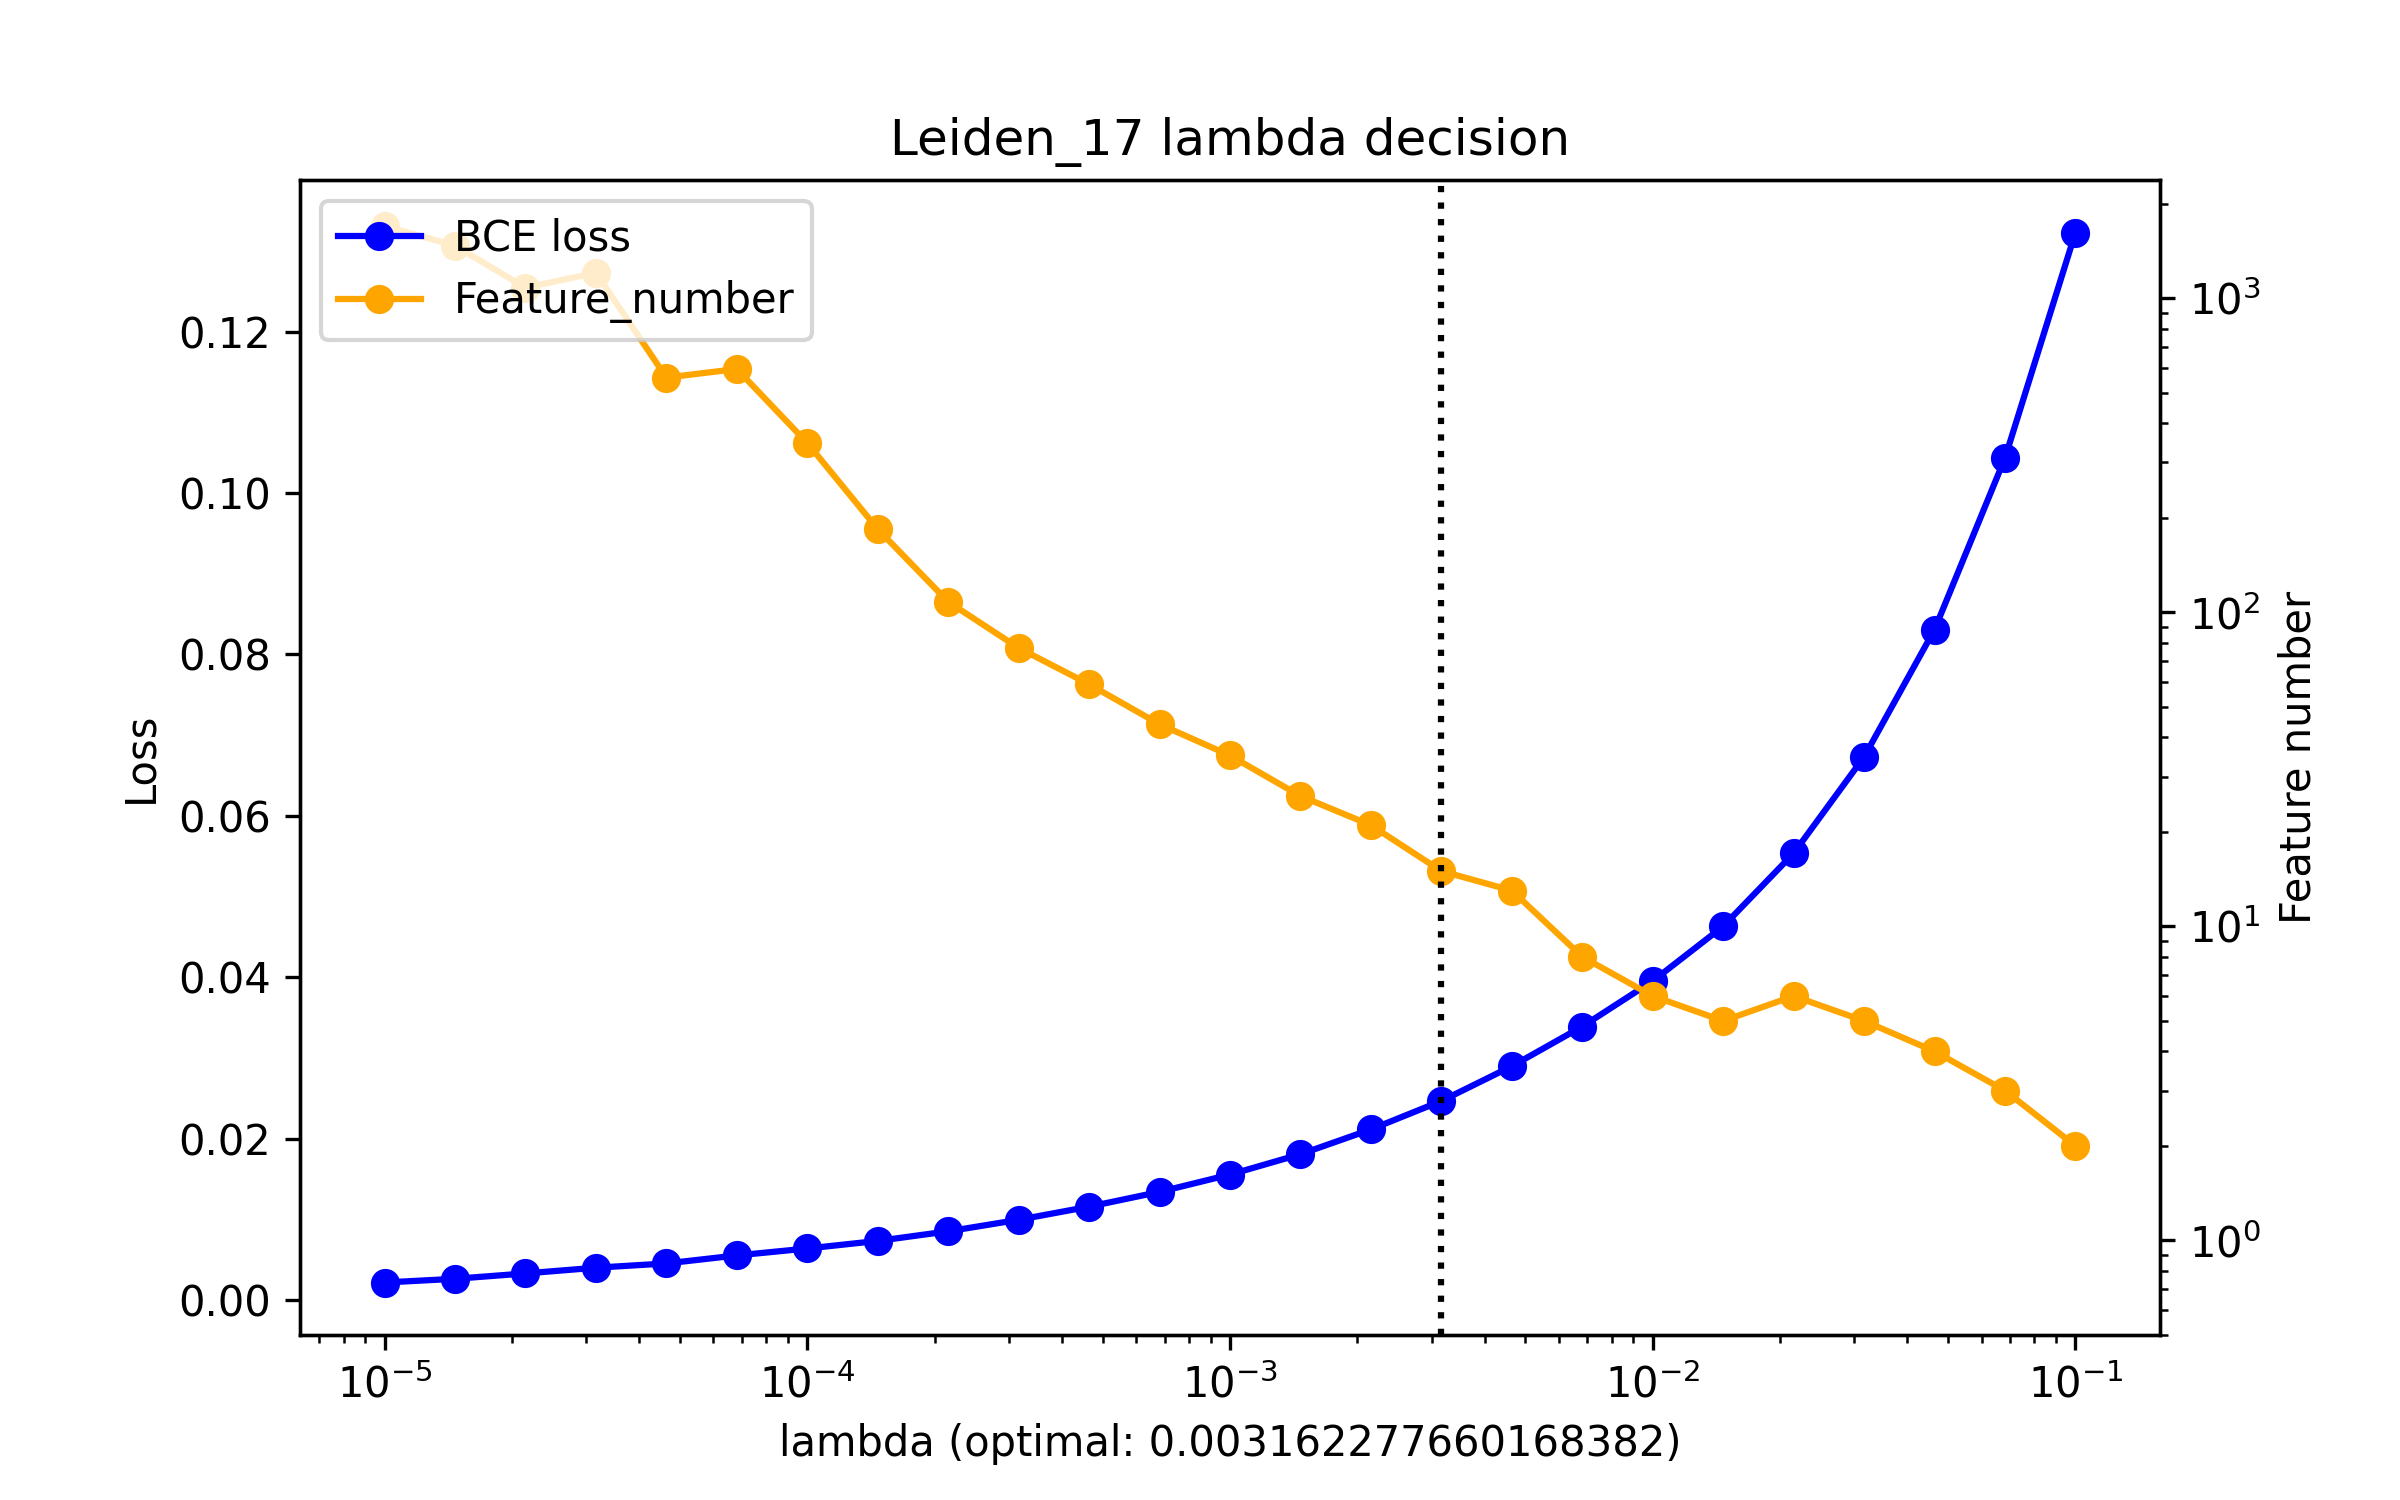 Leiden_17 lambda decision
BCE loss
Feature_number
0.12
0.10
0.08
0.06
0.04
0.02
0.00
Loss
10³
10²
10¹
10⁰
Feature number
10⁻⁵
10⁻⁴
10⁻³
10⁻²
10⁻¹
lambda (optimal: 0.0031622776601683​82)